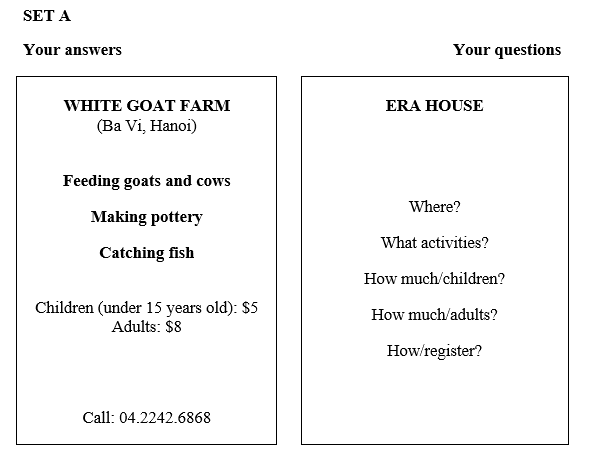 SET A
Your answers
Your questions
WHITE GOAT FARM
(Ba Vi, Hanoi)
Feeding goats and cows
Making pottery
Catching fish
Children (under 15 years old): $5
Adults: $8
Call: 04.2242.6868
ERA HOUSE
Where?
What activities?
How much/children?
How much/adults?
How/register?